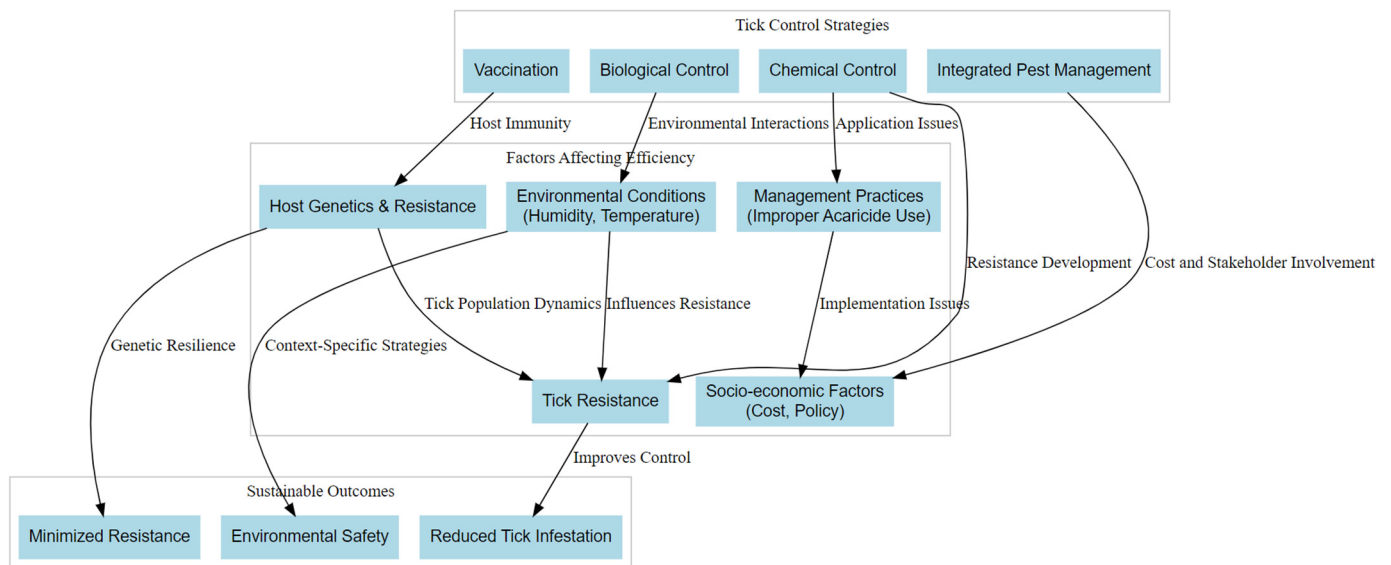 Tick Control Strategies
Vaccination
Biological Control
Chemical Control
Integrated Pest Management
Host Immunity
Environmental Interactions
Application Issues
Factors Affecting Efficiency
Host Genetics & Resistance
Environmental Conditions
(Humidity, Temperature)
Management Practices
(Improper Acaricide Use)
Resistance Development
Cost and Stakeholder Involvement
Tick Population Dynamics
Influences Resistance
Implementation Issues
Genetic Resilience
Context-Specific Strategies
Tick Resistance
Socio-economic Factors
(Cost, Policy)
Improves Control
Sustainable Outcomes
Minimized Resistance
Environmental Safety
Reduced Tick Infestation